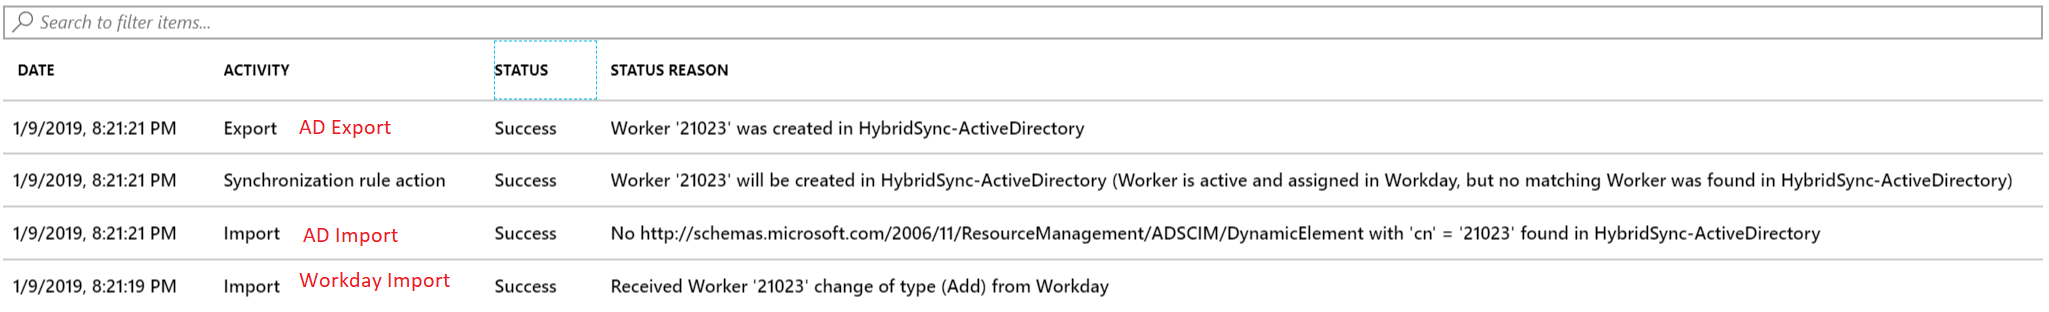 Search to filter items...
DATE ACTIVITY STATUS STATUS REASON
1/9/2019, 8:21:21 PM Export AD Export Success Worker '21023' was created in HybridSync-ActiveDirectory
1/9/2019, 8:21:21 PM Synchronization rule action Success Worker '21023' will be created in HybridSync-ActiveDirectory (Worker is active and assigned in Workday, but no matching Worker was found in HybridSync-ActiveDirectory)
1/9/2019, 8:21:21 PM Import AD Import Success No http://schemas.microsoft.com/2006/11/ResourceManagement/ADSCIM/DynamicElement with 'cn' = '21023' found in HybridSync-ActiveDirectory
1/9/2019, 8:21:19 PM Import Workday Import Success Received Worker '21023' change of type (Add) from Workday